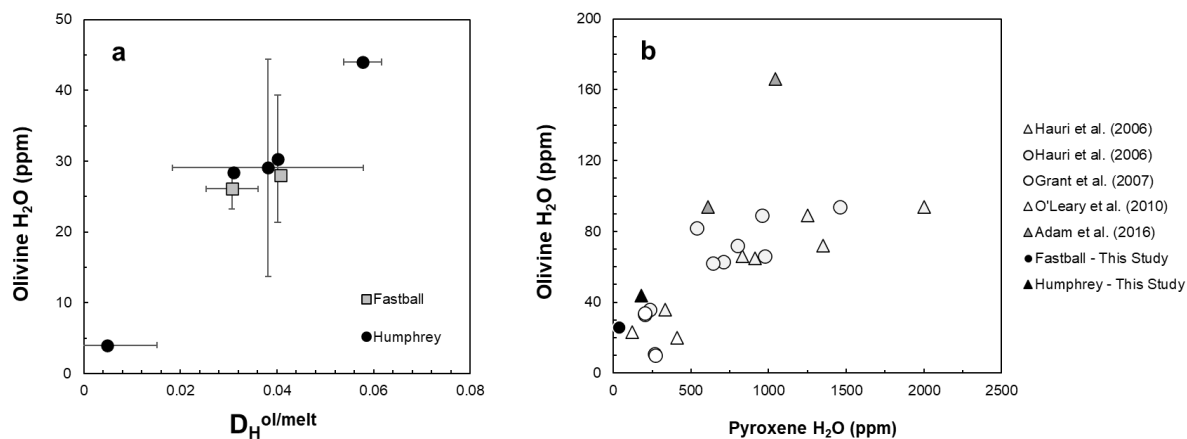 a
50
40
30
20
10
0
Olivine H₂O (ppm)
0.00
0.02
0.04
0.06
0.08
D_H^ol/melt
Fastball
Humphrey
b
200
160
120
80
40
0
Olivine H₂O (ppm)
0
500
1000
1500
2000
2500
Pyroxene H₂O (ppm)
Hauri et al. (2006)
Hauri et al. (2006)
Grant et al. (2007)
O'Leary et al. (2010)
Adam et al. (2016)
Fastball - This Study
Humphrey - This Study